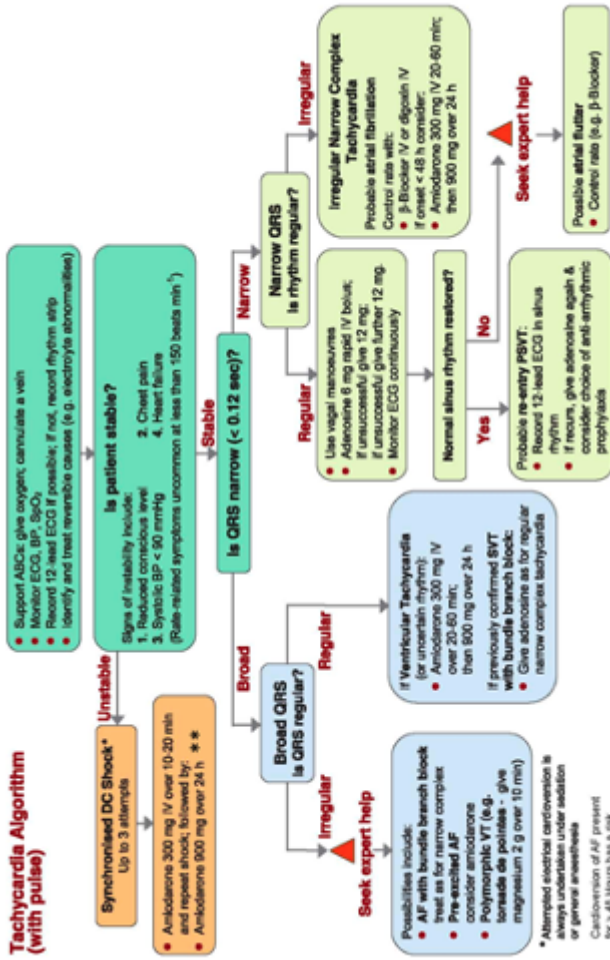 Tachycardia Algorithm
(with pulse)
• Support ABCs: give oxygen; cannulate a vein
• Monitor ECG, BP, SpO₂
• Record 12-lead ECG if possible; if not, record rhythm strip
• Identify and treat reversible causes (e.g. electrolyte abnormalities)
Is patient stable?
Signs of instability include:
1. Reduced conscious level 2. Chest pain
3. Systolic BP < 90 mmHg 4. Heart failure
(Rate-related symptoms uncommon at less than 150 beats min⁻¹)
Unstable
Synchronised DC Shock*
Up to 3 attempts
• Amiodarone 300 mg IV over 10-20 min
and repeat shock; followed by:
• Amiodarone 900 mg over 24 h **
Stable
Is QRS narrow (< 0.12 sec)?
Broad
Narrow
Broad QRS
Is QRS regular?
Narrow QRS
Is rhythm regular?
Irregular
Regular
Regular
Irregular
Seek expert help
Possibilities include:
• AF with bundle branch block
treat as for narrow complex
• Pre-excited AF
consider amiodarone
• Polymorphic VT (e.g.
torsade de pointes - give
magnesium 2 g over 10 min)
If Ventricular Tachycardia
(or uncertain rhythm):
• Amiodarone 300 mg IV
over 20-60 min;
then 900 mg over 24 h
If previously confirmed SVT
with bundle branch block:
• Give adenosine as for regular
narrow complex tachycardia
• Use vagal manoeuvres
• Adenosine 6 mg rapid IV bolus;
if unsuccessful give 12 mg;
if unsuccessful give further 12 mg.
• Monitor ECG continuously
Irregular Narrow Complex
Tachycardia
Probable atrial fibrillation
Control rate with:
• β-Blocker IV or digoxin IV
if onset < 48 h consider:
• Amiodarone 300 mg IV 20-60 min;
then 900 mg over 24 h
Normal sinus rhythm restored?
Yes
No
Seek expert help
Probable re-entry PSVT:
• Record 12-lead ECG in sinus
rhythm
• If recurs, give adenosine again &
consider choice of anti-arrhythmic
prophylaxis
Possible atrial flutter
• Control rate (e.g. β-Blocker)
*Attempted electrical cardioversion is
always undertaken under sedation
or general anaesthesia
Cardioversion of AF present